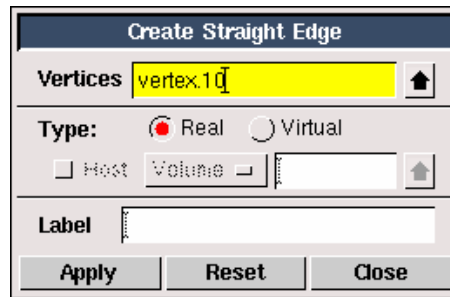 Create Straight Edge
Vertices vertex.10
Type: Real Virtual
Host Volume
Label
Apply Reset Close